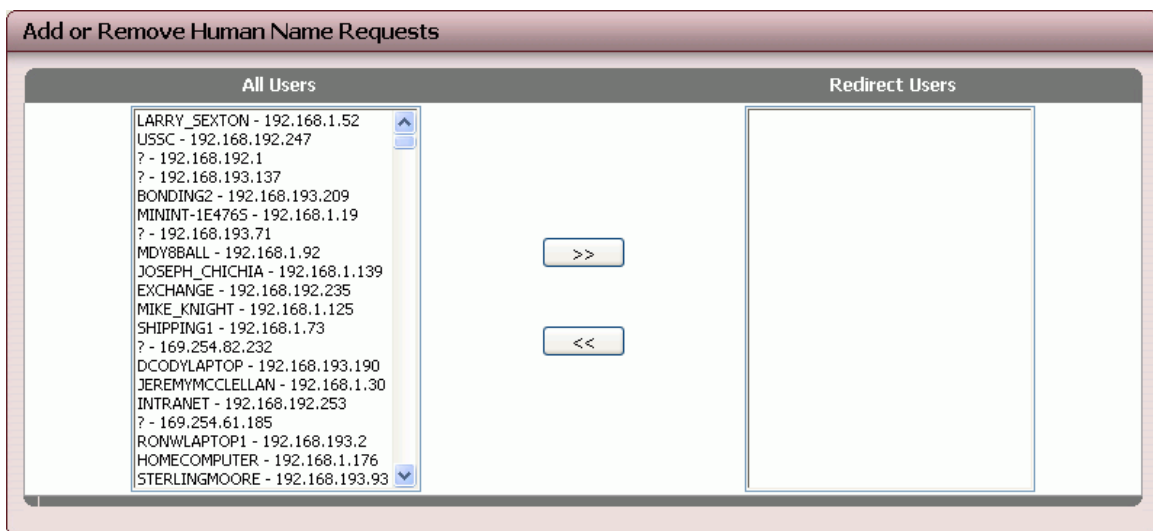 Add or Remove Human Name Requests
All Users
Redirect Users
LARRY_SEXTON - 192.168.1.52
USSC - 192.168.192.247
? - 192.168.192.1
? - 192.168.193.137
BONDING2 - 192.168.193.209
MININT-1E476S - 192.168.1.19
? - 192.168.193.71
MDY8BALL - 192.168.1.92
JOSEPH_CHICHIA - 192.168.1.139
EXCHANGE - 192.168.192.235
MIKE_KNIGHT - 192.168.1.125
SHIPPING1 - 192.168.1.73
? - 169.254.82.232
DCODYLAPTOP - 192.168.193.190
JEREMYMCCLELLAN - 192.168.1.30
INTRANET - 192.168.192.253
? - 169.254.61.185
RONWLAPTOP1 - 192.168.193.2
HOMECOMPUTER - 192.168.1.176
STERLINGMOORE - 192.168.193.93
>>
<<